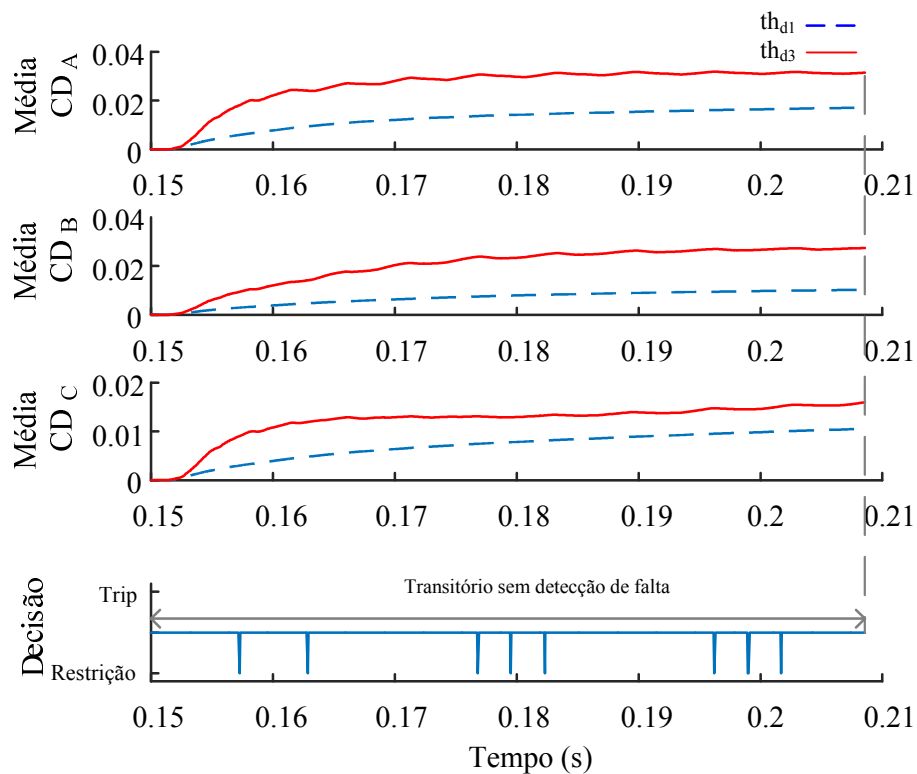 th_d1
th_d3
Média
CD A
0.04
0.02
0
0.15 0.16 0.17 0.18 0.19 0.2 0.21
Média
CD B
0.04
0.02
0
0.15 0.16 0.17 0.18 0.19 0.2 0.21
Média
CD C
0.02
0.01
0
0.15 0.16 0.17 0.18 0.19 0.2 0.21
Decisão
Trip
Transitório sem detecção de falta
Restrição
0.15 0.16 0.17 0.18 0.19 0.2 0.21
Tempo (s)